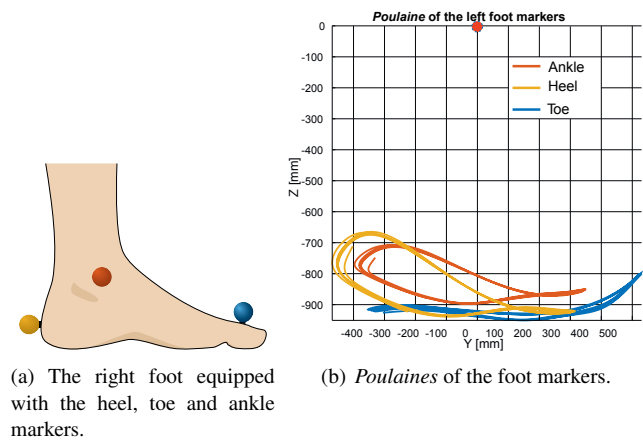 Poulaine of the left foot markers
0
-100
-200
-300
-400
-500
-600
-700
-800
-900
Z [mm]
Ankle
Heel
Toe
-400 -300 -200 -100 0 100 200 300 400 500
Y [mm]
(a) The right foot equipped
with the heel, toe and ankle
markers.
(b) Poulaines of the foot markers.